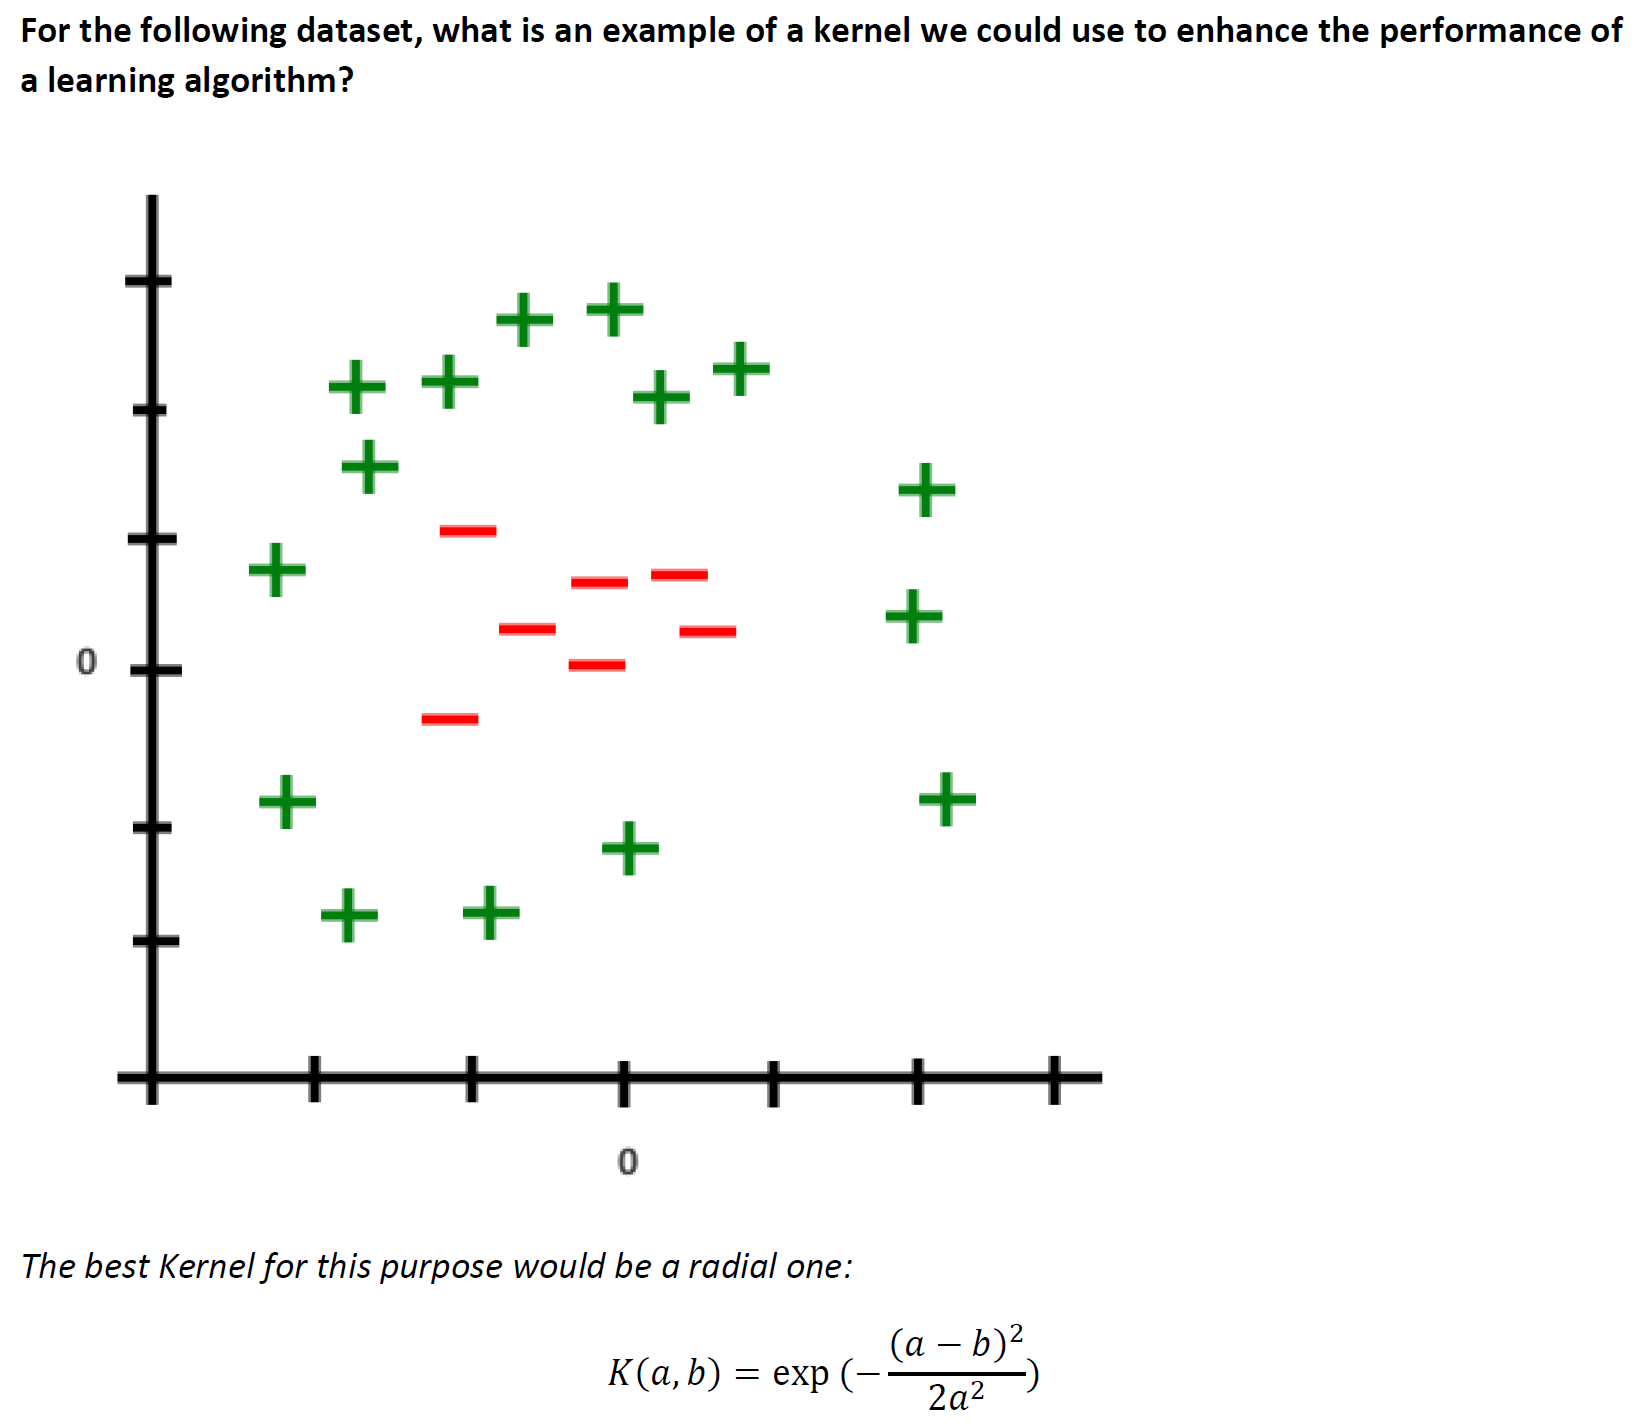 For the following dataset, what is an example of a kernel we could use to enhance the performance of
a learning algorithm?
0
0
The best Kernel for this purpose would be a radial one:
K(a, b) = exp (−(a − b)²/2a²)